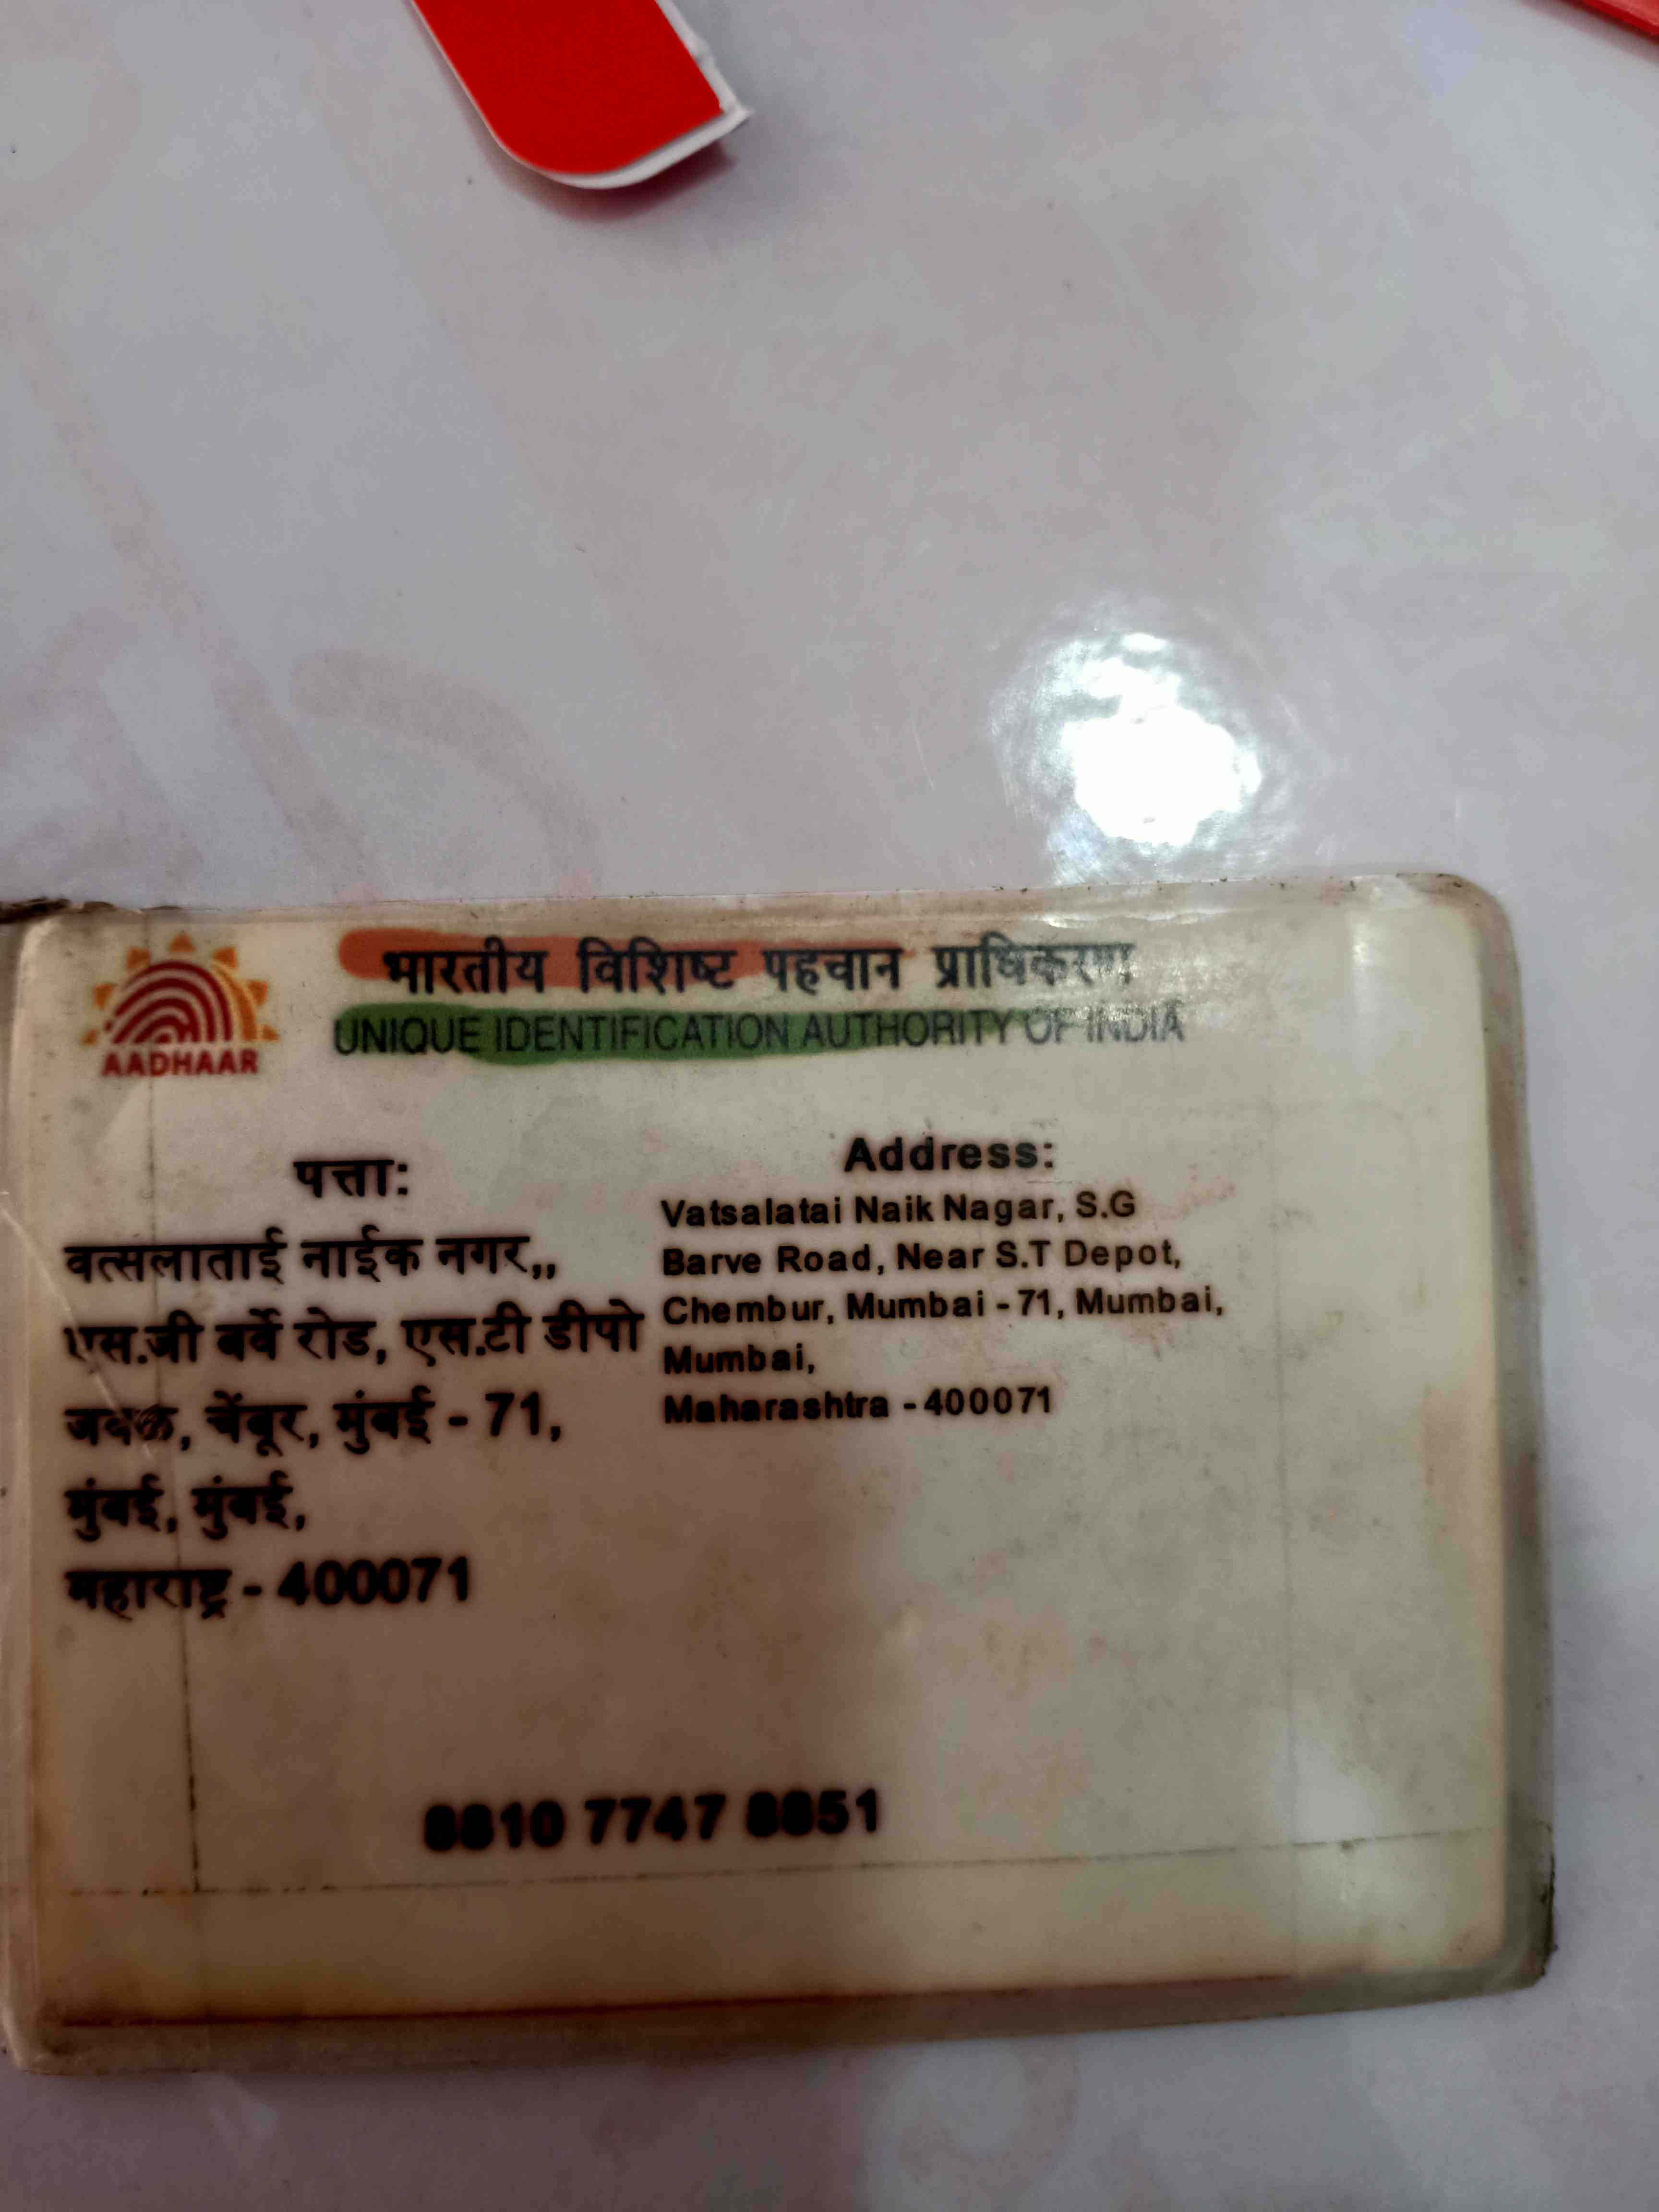 भारतीय विशिष्ट पहचान प्राधिकरण
UNIQUE IDENTIFICATION AUTHORITY OF INDIA
AADHAAR
पत्ता:
वत्सलाताई नाईक नगर,,
एस.जी बर्वे रोड, एस.टी डीपो
जवळ, चेंबूर, मुंबई - 71,
मुंबई, मुंबई,
महाराष्ट्र - 400071
Address:
Vatsalatai Naik Nagar, S.G
Barve Road, Near S.T Depot,
Chembur, Mumbai - 71, Mumbai,
Mumbai,
Maharashtra - 400071
8810 7747 8851